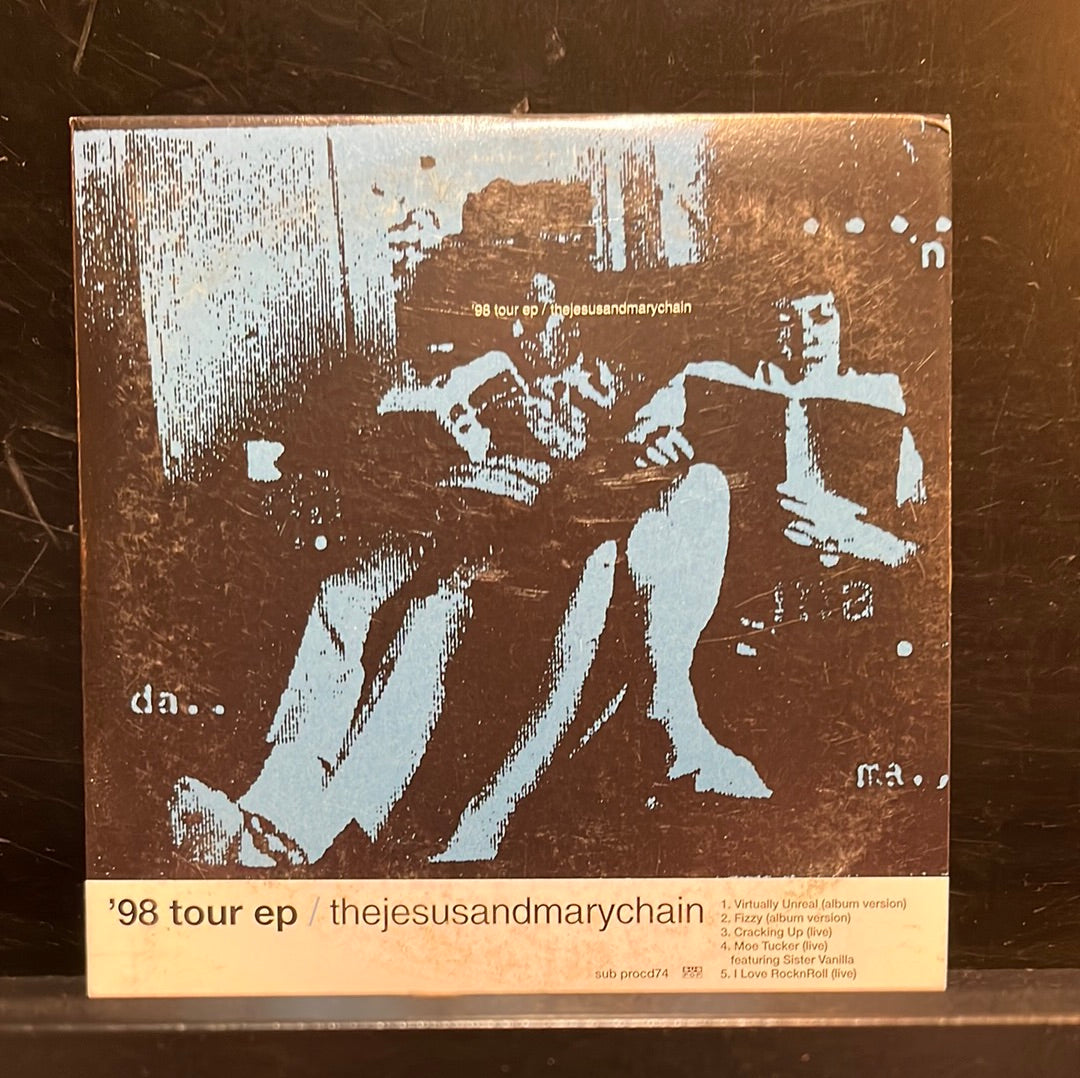 n
'98 tour ep / thejesusandmarychain
da..
ma.,
'98 tour ep / thejesusandmarychain
1. Virtually Unreal (album version)
2. Fizzy (album version)
3. Cracking Up (live)
4. Moe Tucker (live)
featuring Sister Vanilla
5. I Love RocknRoll (live)
sub procd74